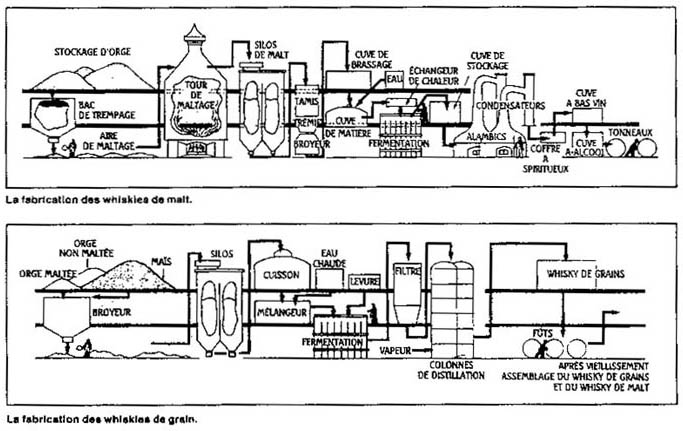 STOCKAGE D'ORGE
SILOS
DE MALT
CUVE DE
BRASSAGE
EAU
ÉCHANGEUR
DE CHALEUR
CUVE DE
STOCKAGE
TOUR
DE
MALTAGE
BAC
DE TREMPAGE
AIRE
DE MALTAGE
TAMIS
TRÉMIE
BROYEUR
CUVE
DE MATIÈRE
FERMENTATION
CONDENSATEURS
ALAMBICS
CUVE
A BAS VIN
COFFRE
A
SPIRITUEUX
CUVE
A-ALCOOL
TONNEAUX
La fabrication des whiskies de malt.
ORGE
NON MALTÉE
MAÏS
ORGE MALTÉE
BROYEUR
SILOS
CUISSON
EAU
CHAUDE
LEVURE
MÉLANGEUR
FERMENTATION
FILTRE
VAPEUR
COLONNES
DE DISTILLATION
WHISKY DE GRAINS
FÛTS
APRÈS VIEILLISSEMENT
ASSEMBLAGE DU WHISKY DE GRAINS
ET DU WHISKY DE MALT
La fabrication des whiskies de grain.